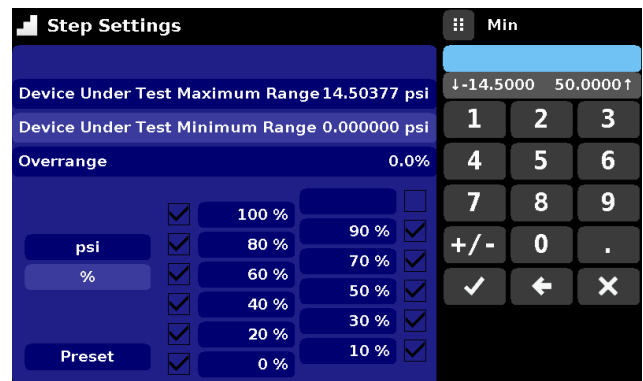 Step Settings
Min
Device Under Test Maximum Range 14.50377 psi
Device Under Test Minimum Range 0.000000 psi
Overrange 0.0%
100 %
90 %
80 %
70 %
60 %
50 %
40 %
30 %
20 %
10 %
0 %
psi
%
Preset
↓-14.5000 50.0000↑
1 2 3
4 5 6
7 8 9
+/- 0 .